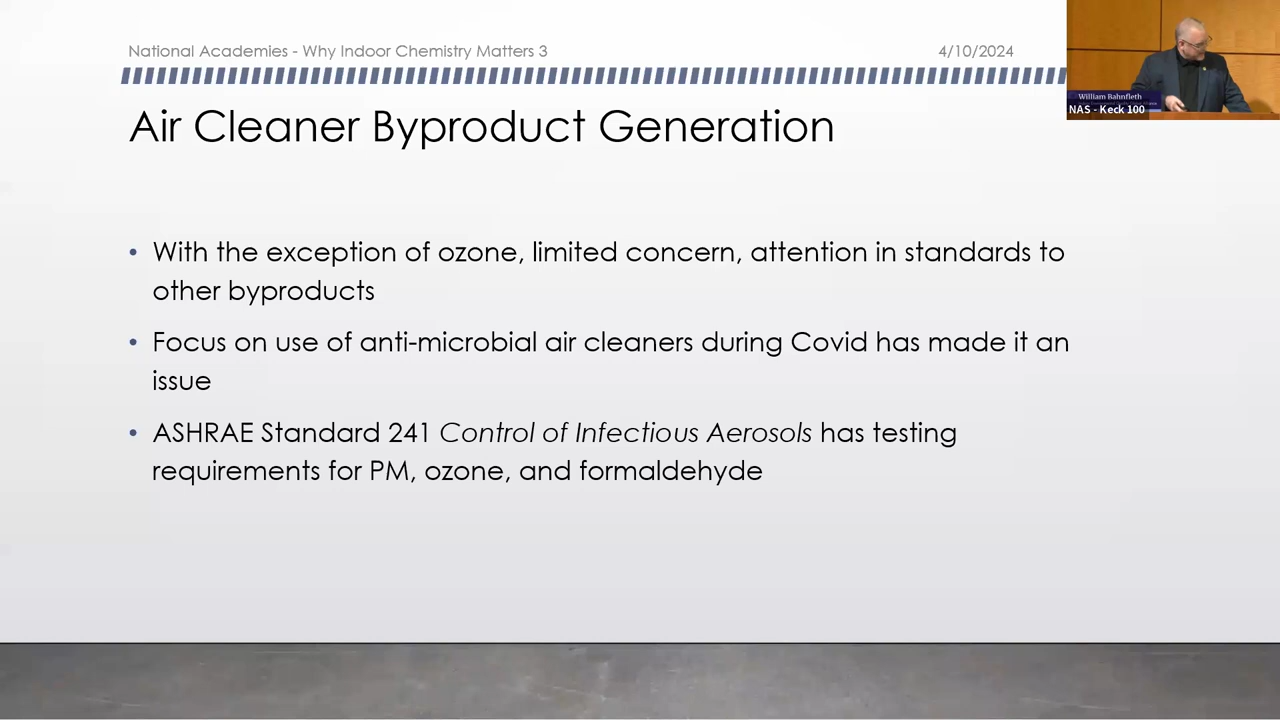 National Academies - Why Indoor Chemistry Matters 3
4/10/2024
William Bahnfleth
NAS - Keck 100
Air Cleaner Byproduct Generation
• With the exception of ozone, limited concern, attention in standards to
other byproducts
• Focus on use of anti-microbial air cleaners during Covid has made it an
issue
• ASHRAE Standard 241 Control of Infectious Aerosols has testing
requirements for PM, ozone, and formaldehyde